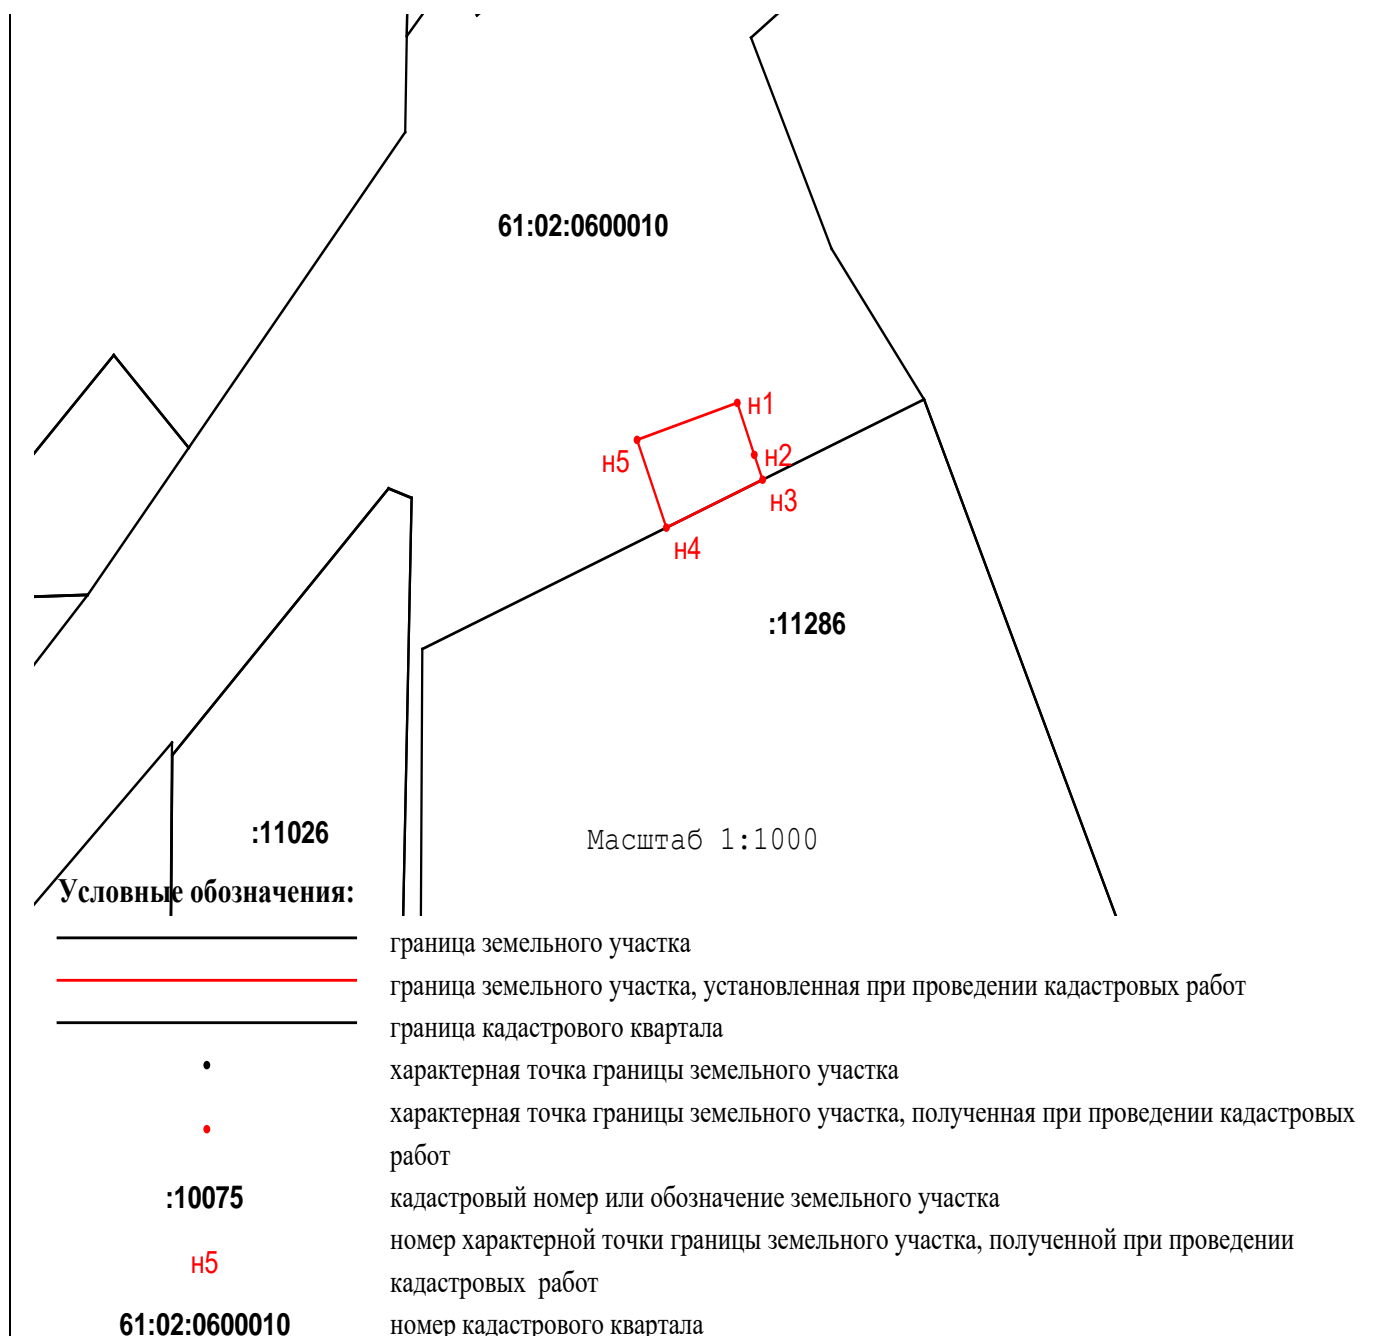 61:02:0600010
н1
н2
н5
н3
н4
:11286
:11026
Масштаб 1:1000
Условные обозначения:
граница земельного участка
граница земельного участка, установленная при проведении кадастровых работ
граница кадастрового квартала
характерная точка границы земельного участка
характерная точка границы земельного участка, полученная при проведении кадастровых
работ
:10075 кадастровый номер или обозначение земельного участка
номер характерной точки границы земельного участка, полученной при проведении
н5
кадастровых работ
61:02:0600010 номер кадастрового квартала